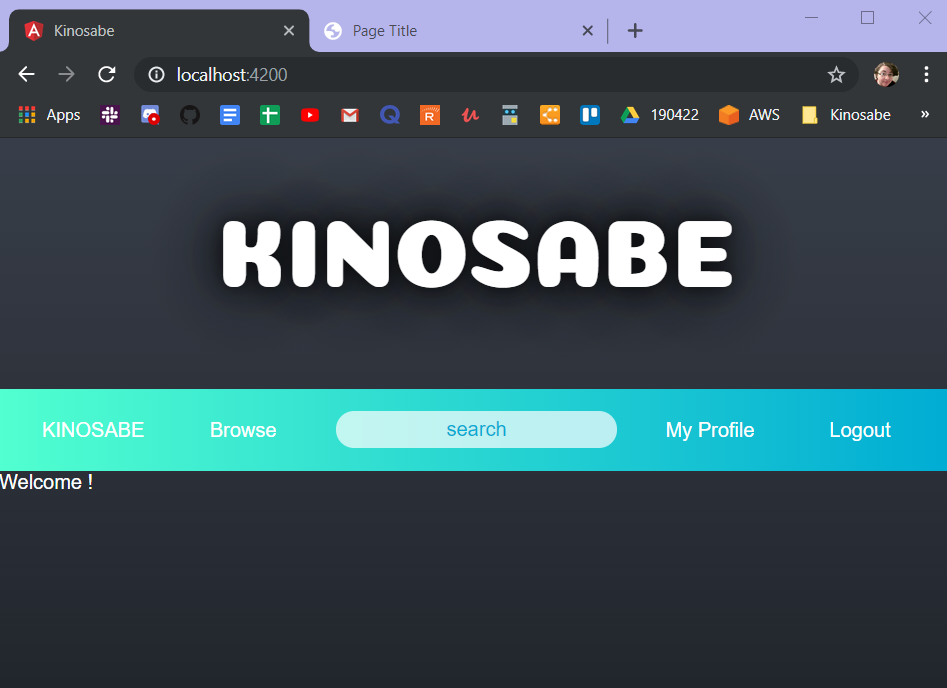 Kinosabe
Page Title
localhost:4200
Apps
190422
AWS
Kinosabe
»
KINOSABE
KINOSABE Browse search My Profile Logout
Welcome !